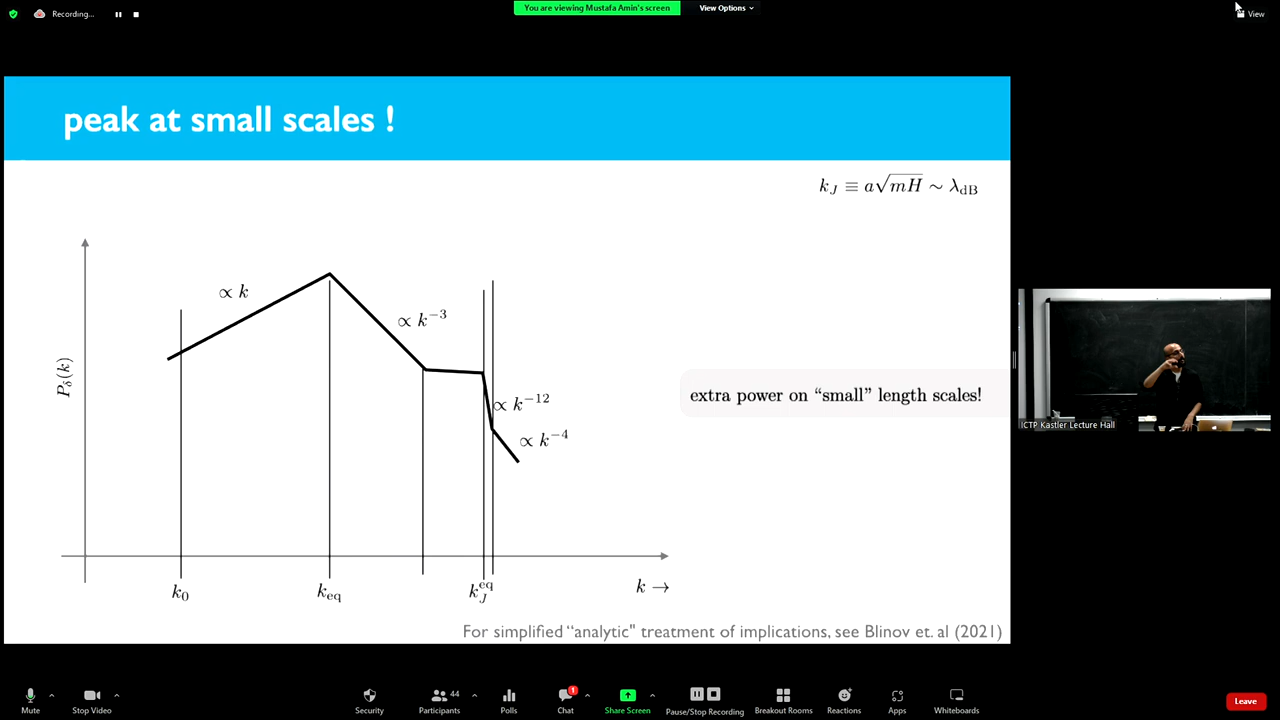 Recording...
You are viewing Mustafa Amin's screen
View Options
View
peak at small scales !
k_J ≡ a√mH ∼ λ_dB
∝ k
∝ k⁻³
P_δ(k)
extra power on “small” length scales!
∝ k⁻¹²
∝ k⁻⁴
ICTP Kastler Lecture Hall
k_0
k_eq
k_J^eq
k →
For simplified “analytic" treatment of implications, see Blinov et. al (2021)
44
1
Mute
Stop Video
Security
Participants
Polls
Chat
Share Screen
Pause/Stop Recording
Breakout Rooms
Reactions
Apps
Whiteboards
Leave